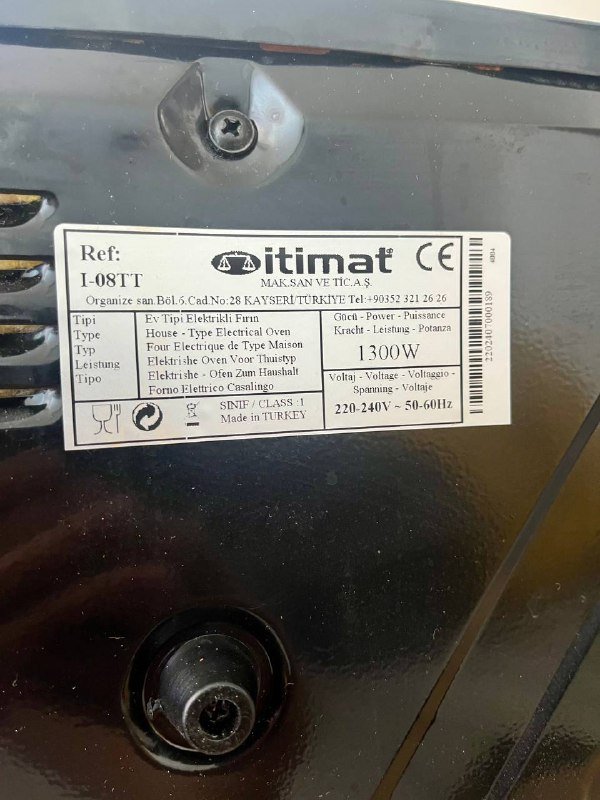 Ref:
I-08TT
itimat®
CE
MAK.SAN VE TİC.A.Ş.
Organize san.Böl.6.Cad.No:28 KAYSERİ/TÜRKİYE Tel:+90352 321 26 26
Tipi
Type
Typ
Leistung
Tipo
Ev Tipi Elektrikli Fırın
House - Type Electrical Oven
Four Electrique de Type Maison
Elektrishe Oven Voor Thuistyp
Elektrishe - Ofen Zum Haushalt
Forno Elettrico Casalingo
Gücü - Power - Puissance
Kracht - Leistung - Potanza
1300W
Voltaj - Voltage - Voltaggio -
Spanning - Voltaje
220-240V ~ 50-60Hz
SINIF / CLASS :1
Made in TURKEY
2202407000189